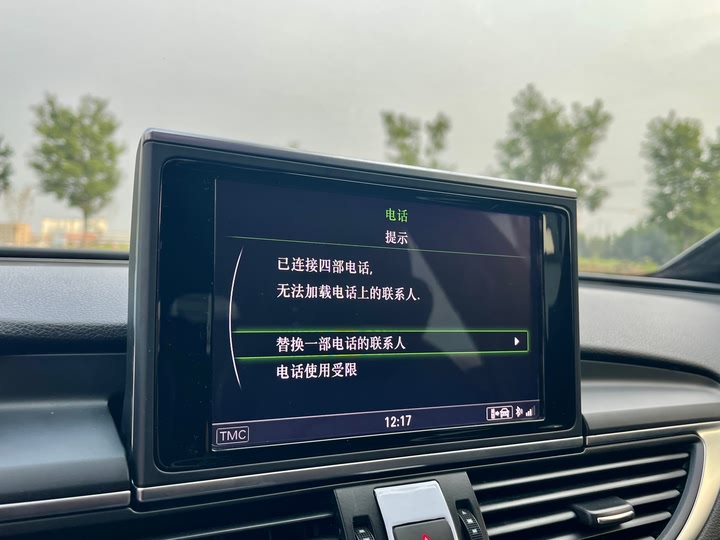 电话
提示
已连接四部电话,
无法加载电话上的联系人.
替换一部电话的联系人
电话使用受限
12:17
TMC